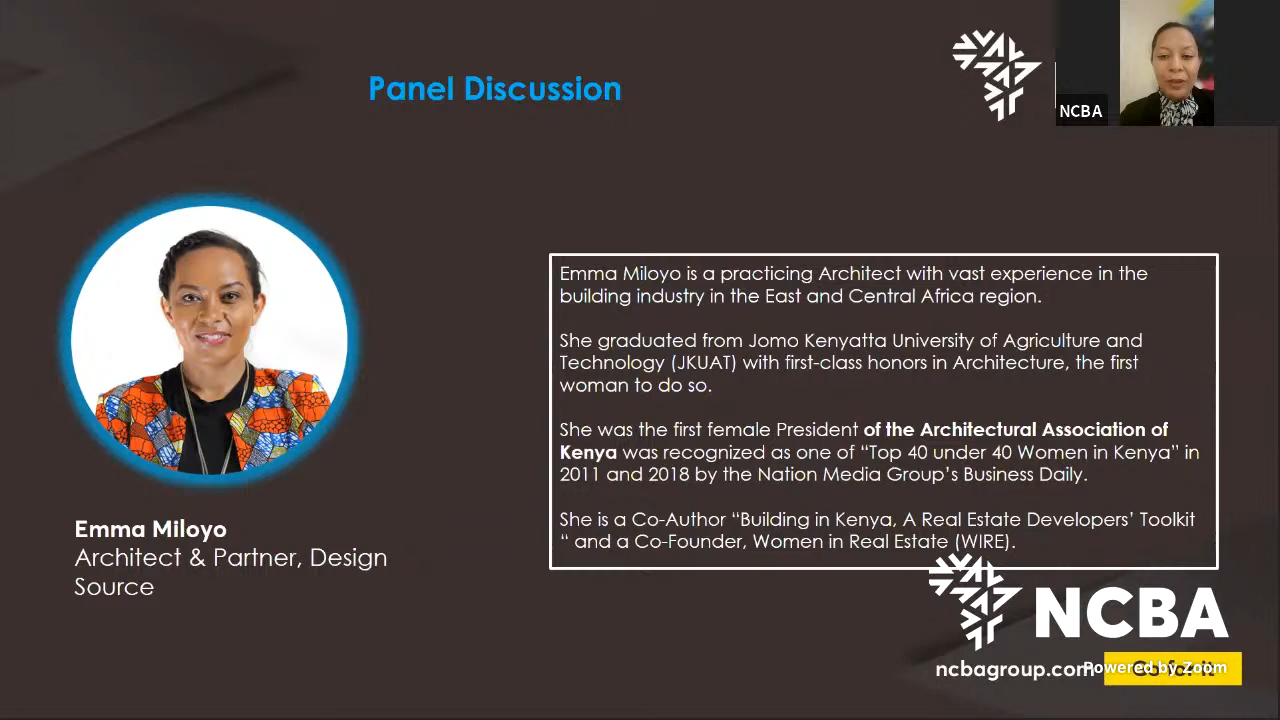 Panel Discussion
NCBA
Emma Miloyo is a practicing Architect with vast experience in the
building industry in the East and Central Africa region.
She graduated from Jomo Kenyatta University of Agriculture and
Technology (JKUAT) with first-class honors in Architecture, the first
woman to do so.
She was the first female President of the Architectural Association of
Kenya was recognized as one of “Top 40 under 40 Women in Kenya” in
2011 and 2018 by the Nation Media Group’s Business Daily.
She is a Co-Author “Building in Kenya, A Real Estate Developers’ Toolkit
“ and a Co-Founder, Women in Real Estate (WIRE).
Emma Miloyo
Architect & Partner, Design
Source
NCBA
ncbagroup.com
Go for it
Powered by Zoom